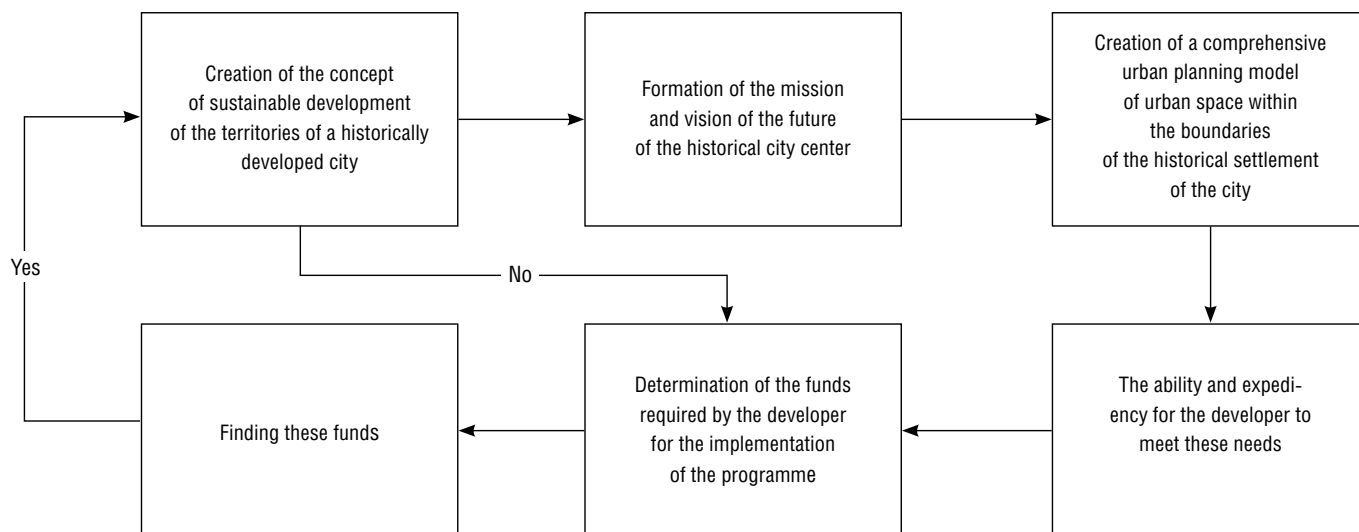 Creation of the concept
of sustainable development
of the territories of a historically
developed city
Formation of the mission
and vision of the future
of the historical city center
Creation of a comprehensive
urban planning model
of urban space within
the boundaries
of the historical settlement
of the city
Yes
No
Finding these funds
Determination of the funds
required by the developer
for the implementation
of the programme
The ability and expedi-
ency for the developer to
meet these needs